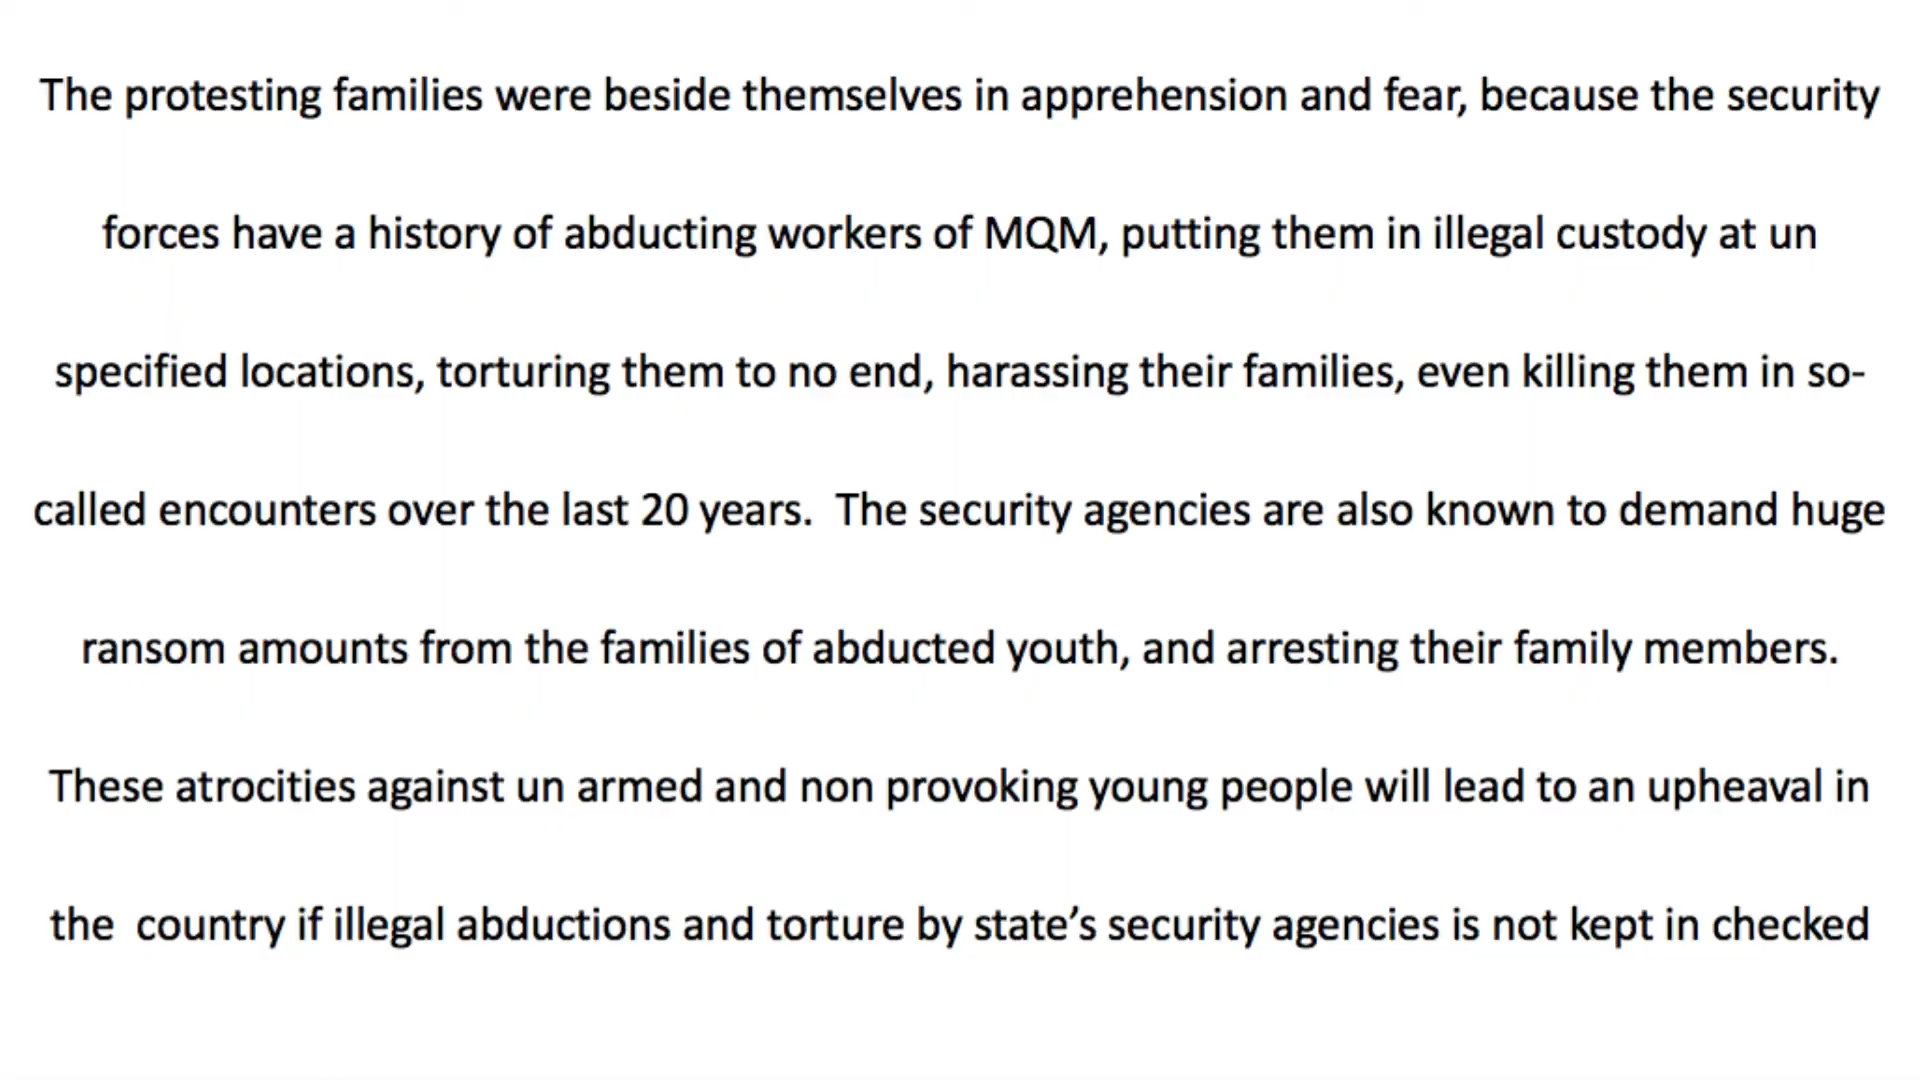 The protesting families were beside themselves in apprehension and fear, because the security
forces have a history of abducting workers of MQM, putting them in illegal custody at un
specified locations, torturing them to no end, harassing their families, even killing them in so-
called encounters over the last 20 years.  The security agencies are also known to demand huge
ransom amounts from the families of abducted youth, and arresting their family members.
These atrocities against un armed and non provoking young people will lead to an upheaval in
the  country if illegal abductions and torture by state’s security agencies is not kept in checked